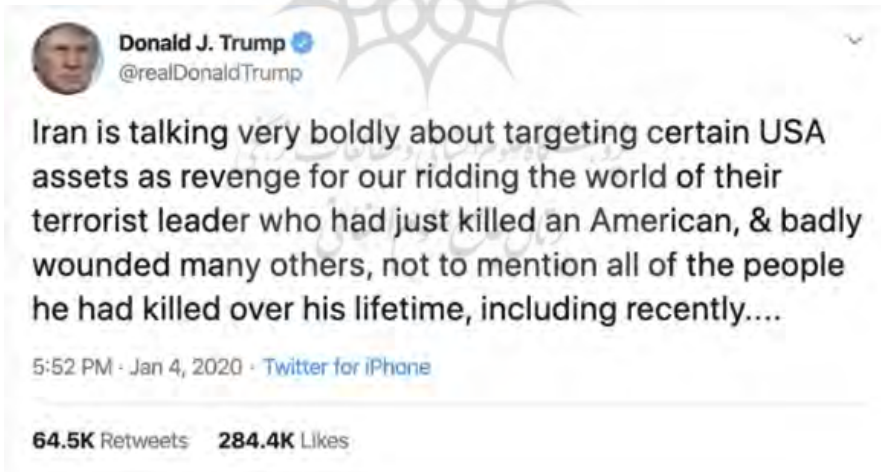 Donald J. Trump
@realDonaldTrump
Iran is talking very boldly about targeting certain USA
assets as revenge for our ridding the world of their
terrorist leader who had just killed an American, & badly
wounded many others, not to mention all of the people
he had killed over his lifetime, including recently....
5:52 PM · Jan 4, 2020 · Twitter for iPhone
64.5K Retweets 284.4K Likes